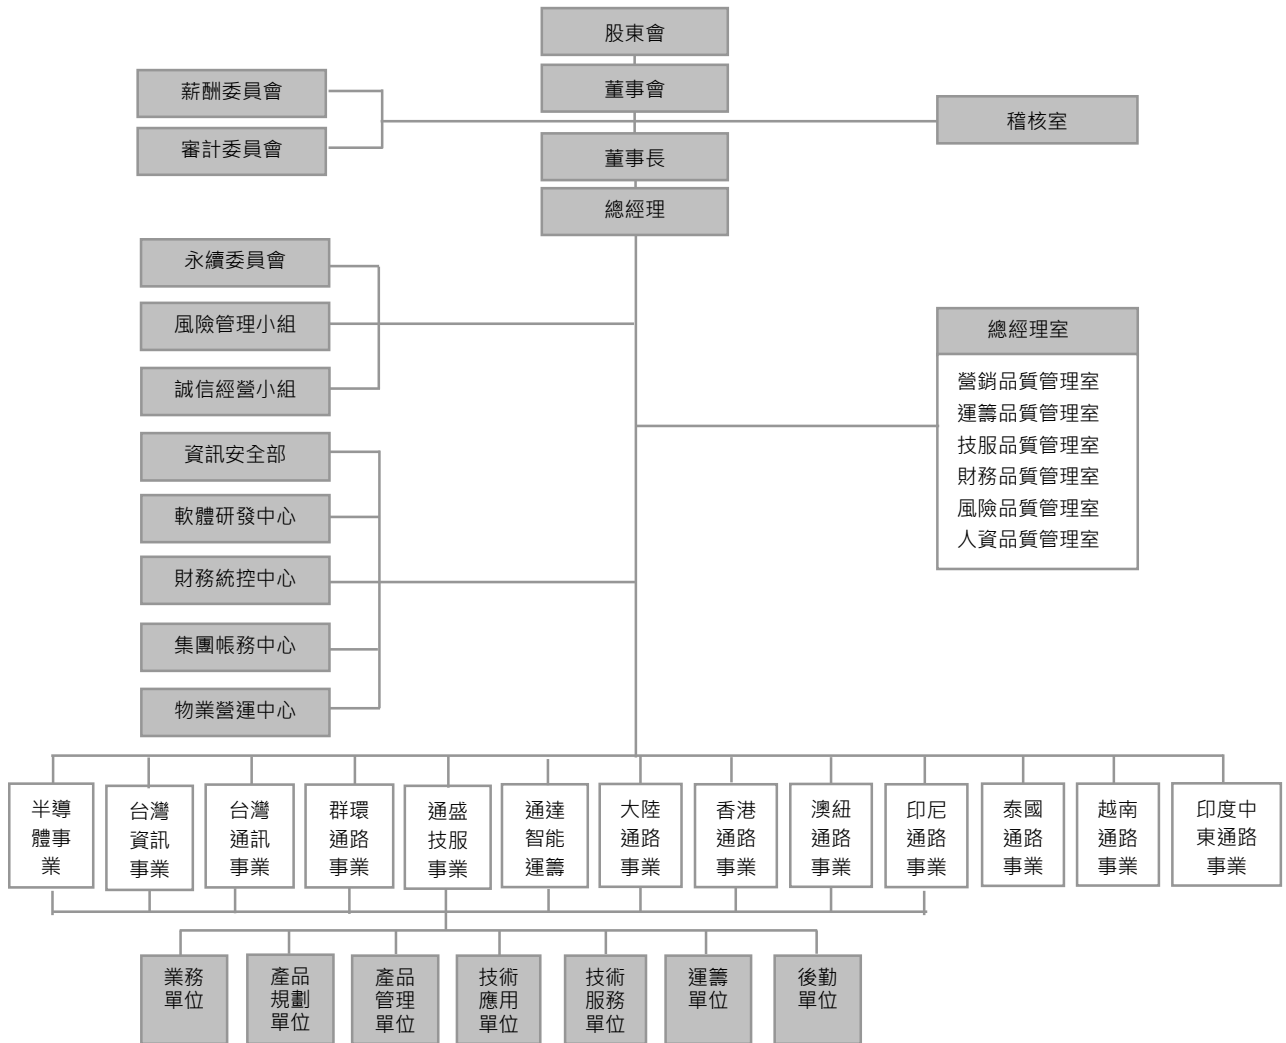 股東會
董事會
薪酬委員會
審計委員會
稽核室
董事長
總經理
永續委員會
風險管理小組
誠信經營小組
總經理室
營銷品質管理室
運籌品質管理室
技服品質管理室
財務品質管理室
風險品質管理室
人資品質管理室
資訊安全部
軟體研發中心
財務統控中心
集團帳務中心
物業營運中心
半導
體事
業
台灣
資訊
事業
台灣
通訊
事業
群環
通路
事業
通盛
技服
事業
通達
智能
運籌
大陸
通路
事業
香港
通路
事業
澳紐
通路
事業
印尼
通路
事業
泰國
通路
事業
越南
通路
事業
印度中
東通路
事業
業務
單位
產品
規劃
單位
產品
管理
單位
技術
應用
單位
技術
服務
單位
運籌
單位
後勤
單位